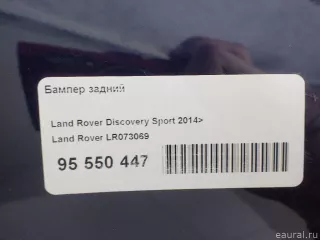 Бампер задний
Land Rover Discovery Sport 2014>
Land Rover LR073069
95 550 447
eaural.ru